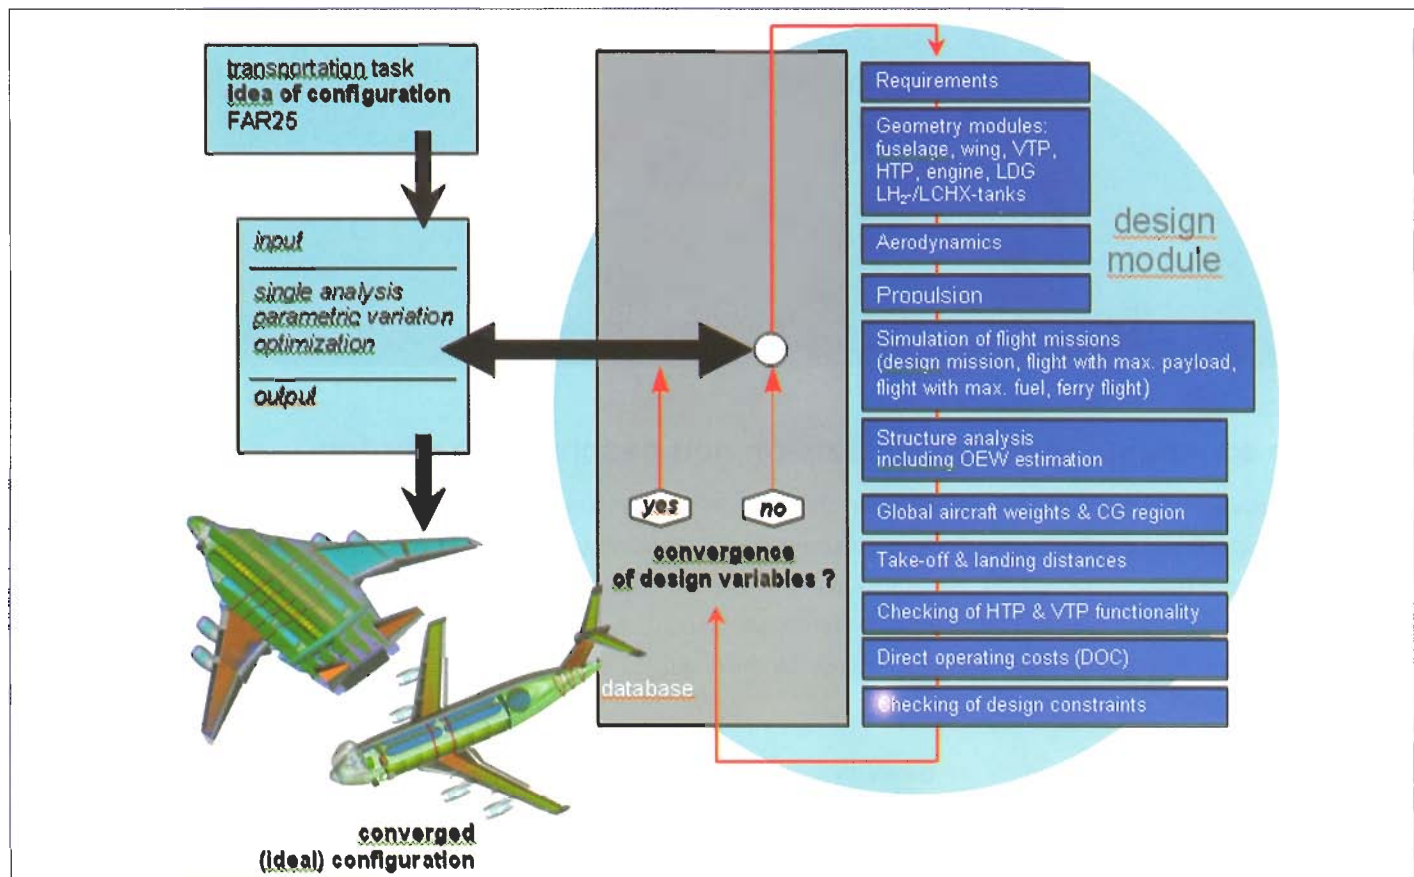 transportation task
idea of configuration
FAR25
input
single analysis
parametric variation
optimization
output
converged
(ideal) configuration
yes
no
convergence
of design variables ?
database
Requirements
Geometry modules:
fuselage, wing, VTP,
HTP, engine, LDG
LH₂-/LCHX-tanks
Aerodynamics
Propulsion
Simulation of flight missions
(design mission, flight with max. payload,
flight with max. fuel, ferry flight)
Structure analysis
including OEW estimation
Global aircraft weights & CG region
Take-off & landing distances
Checking of HTP & VTP functionality
Direct operating costs (DOC)
Checking of design constraints
design
module